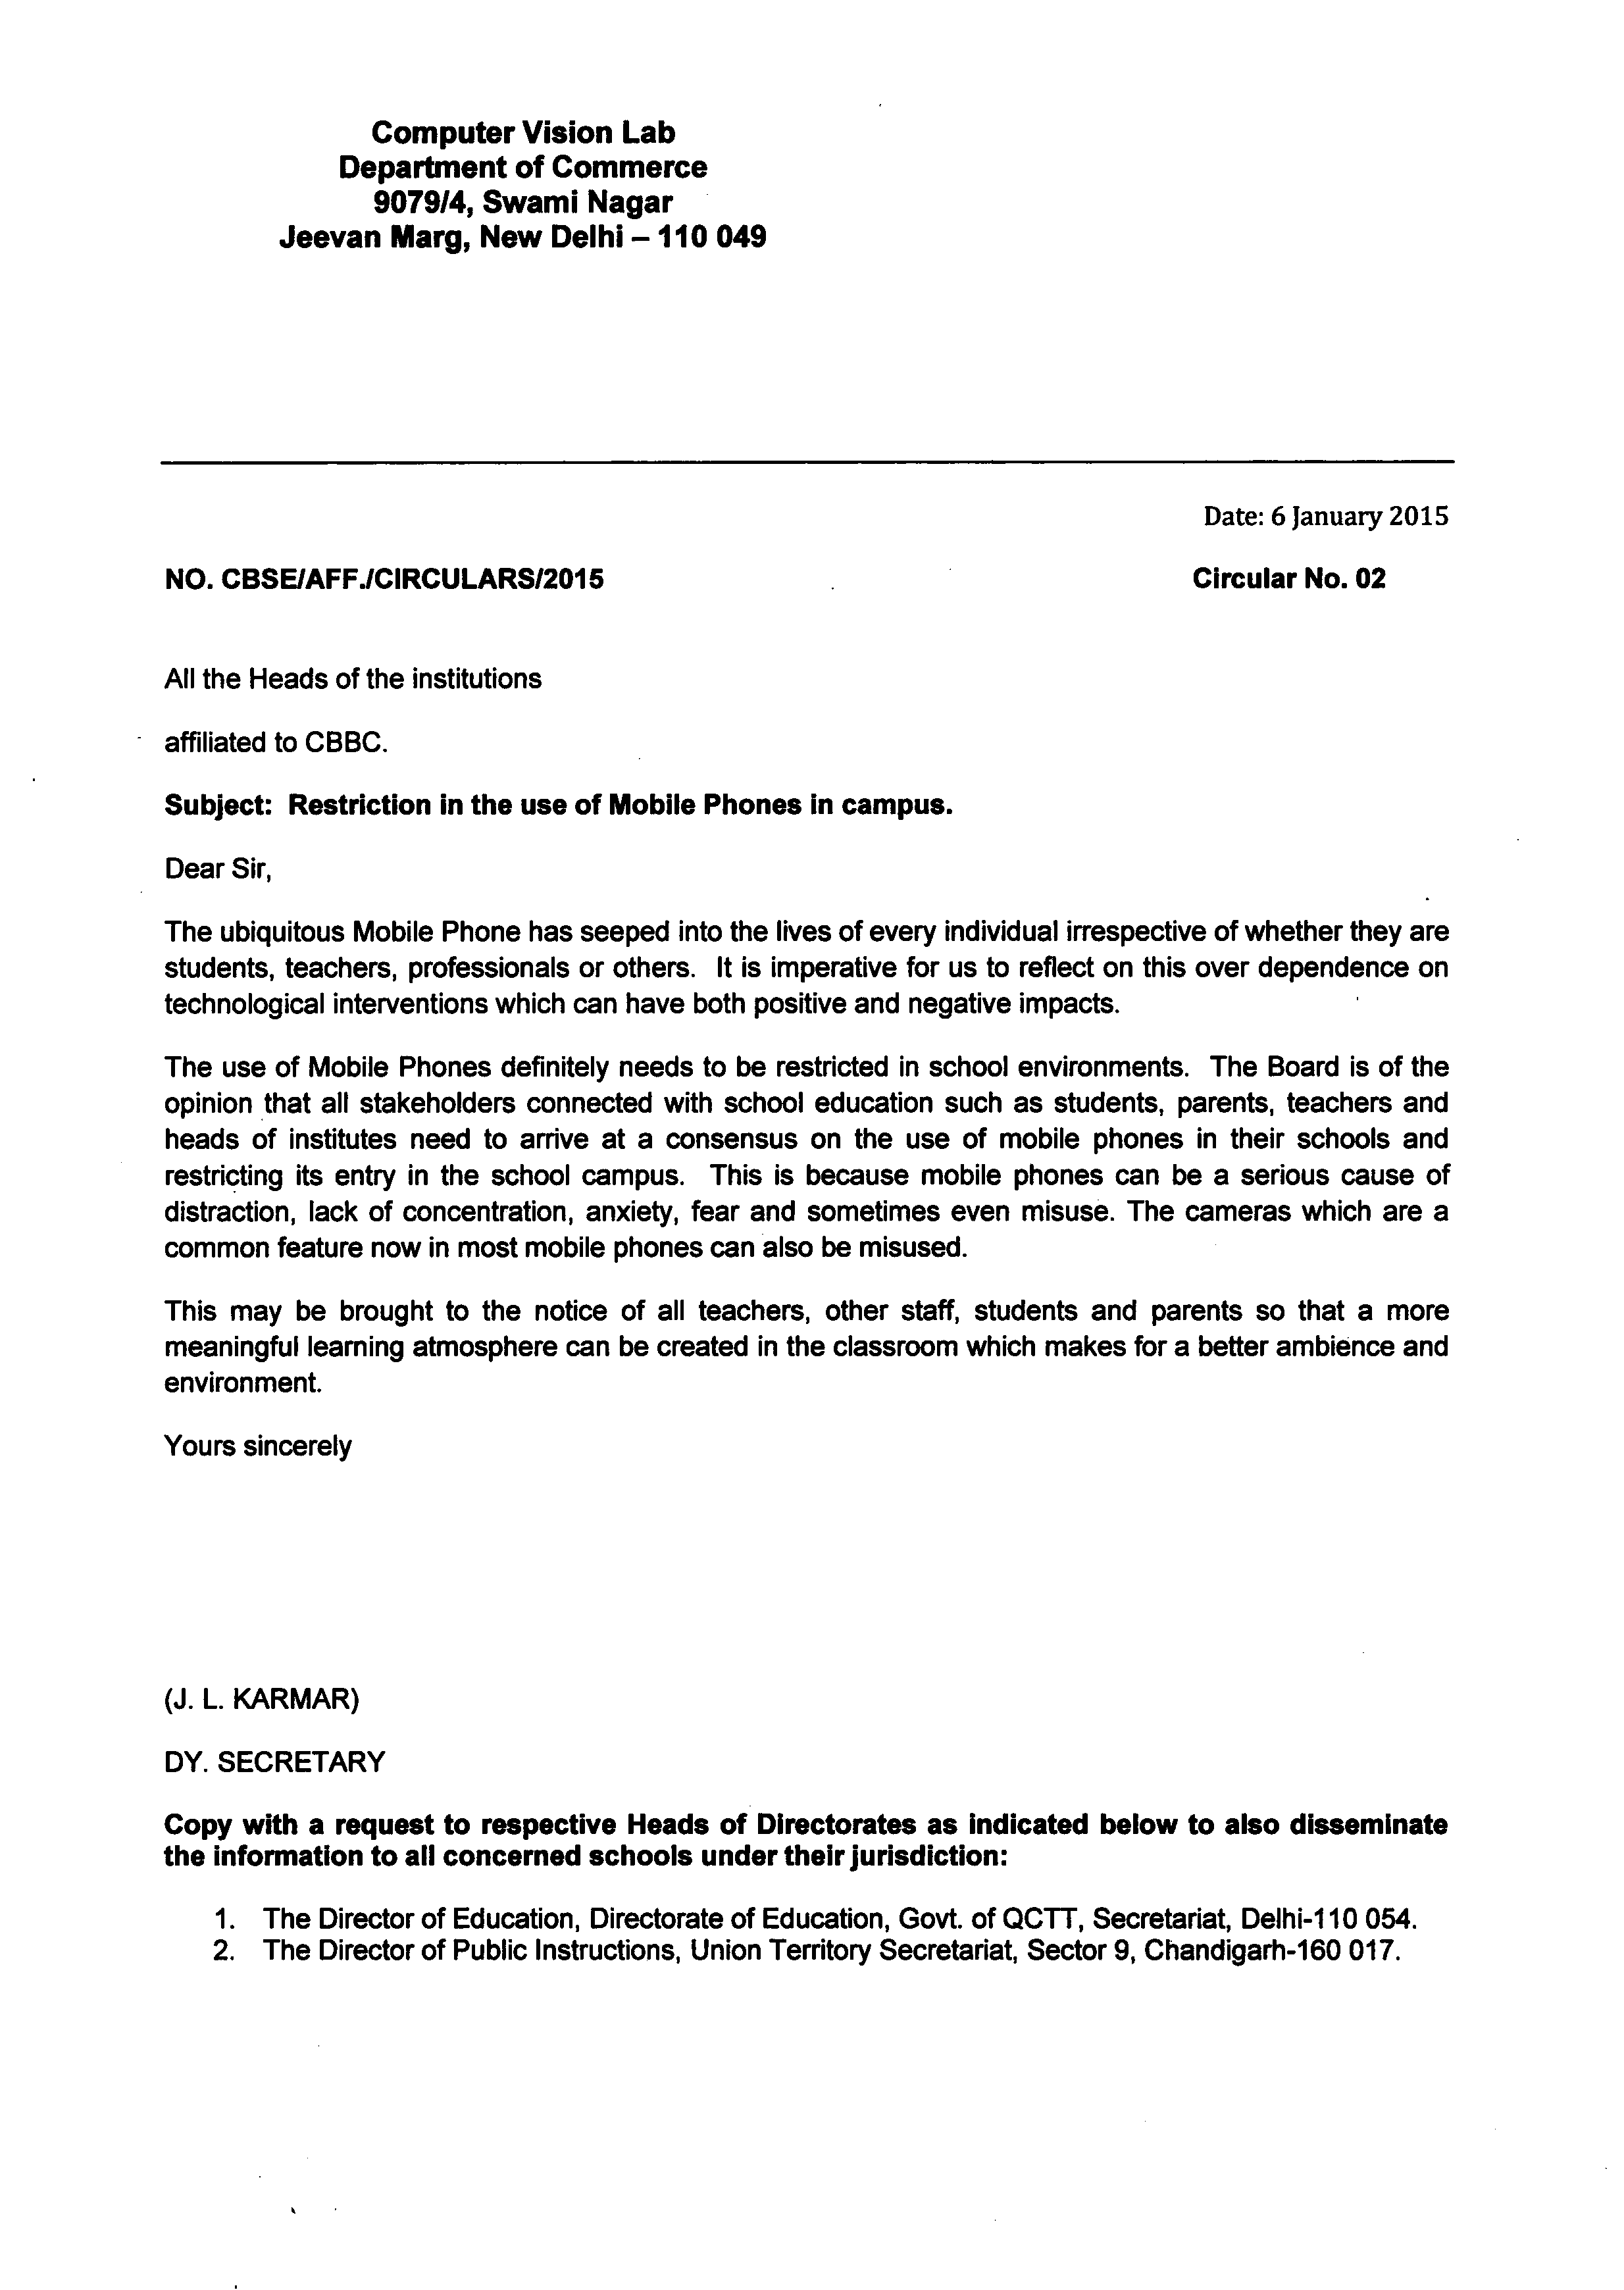 Computer Vision Lab
Department of Commerce
9079/4, Swami Nagar
Jeevan Marg, New Delhi – 110 049
Date: 6 January 2015
NO. CBSE/AFF./CIRCULARS/2015 Circular No. 02
All the Heads of the institutions
affiliated to CBBC.
Subject: Restriction in the use of Mobile Phones in campus.
Dear Sir,
The ubiquitous Mobile Phone has seeped into the lives of every individual irrespective of whether they are
students, teachers, professionals or others. It is imperative for us to reflect on this over dependence on
technological interventions which can have both positive and negative impacts.
The use of Mobile Phones definitely needs to be restricted in school environments. The Board is of the
opinion that all stakeholders connected with school education such as students, parents, teachers and
heads of institutes need to arrive at a consensus on the use of mobile phones in their schools and
restricting its entry in the school campus. This is because mobile phones can be a serious cause of
distraction, lack of concentration, anxiety, fear and sometimes even misuse. The cameras which are a
common feature now in most mobile phones can also be misused.
This may be brought to the notice of all teachers, other staff, students and parents so that a more
meaningful learning atmosphere can be created in the classroom which makes for a better ambience and
environment.
Yours sincerely
(J. L. KARMAR)
DY. SECRETARY
Copy with a request to respective Heads of Directorates as indicated below to also disseminate
the information to all concerned schools under their jurisdiction:
1. The Director of Education, Directorate of Education, Govt. of QCTT, Secretariat, Delhi-110 054.
2. The Director of Public Instructions, Union Territory Secretariat, Sector 9, Chandigarh-160 017.